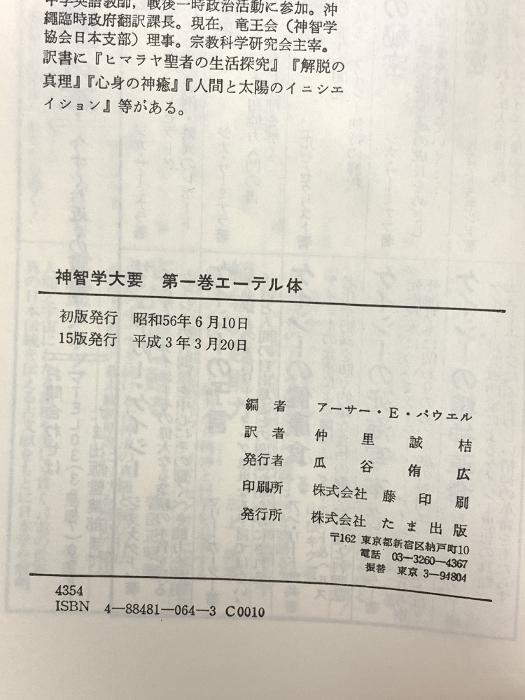 中学英語教師，戦後一時政治活動に参加。沖
縄臨時政府翻訳課長。現在，竜王会（神智学
協会日本支部）理事。宗教科学研究会主宰。
訳書に『ヒマラヤ聖者の生活探究』『解脱の
真理』『心身の神癒』『人間と太陽のイニシエ
イション』等がある。
神智学大要　第一巻エーテル体
初版発行　昭和56年6月10日
15版発行　平成3年3月20日
編者　アーサー・E・パウエル
訳者　仲里誠桔
発行者　瓜谷侑広
印刷所　株式会社 藤印刷
発行所　株式会社 たま出版
〒162 東京都新宿区納戸町10
電話　03―3260―4367
振替　東京 3―94804
4354
ISBN　4―88481―064―3　C0010